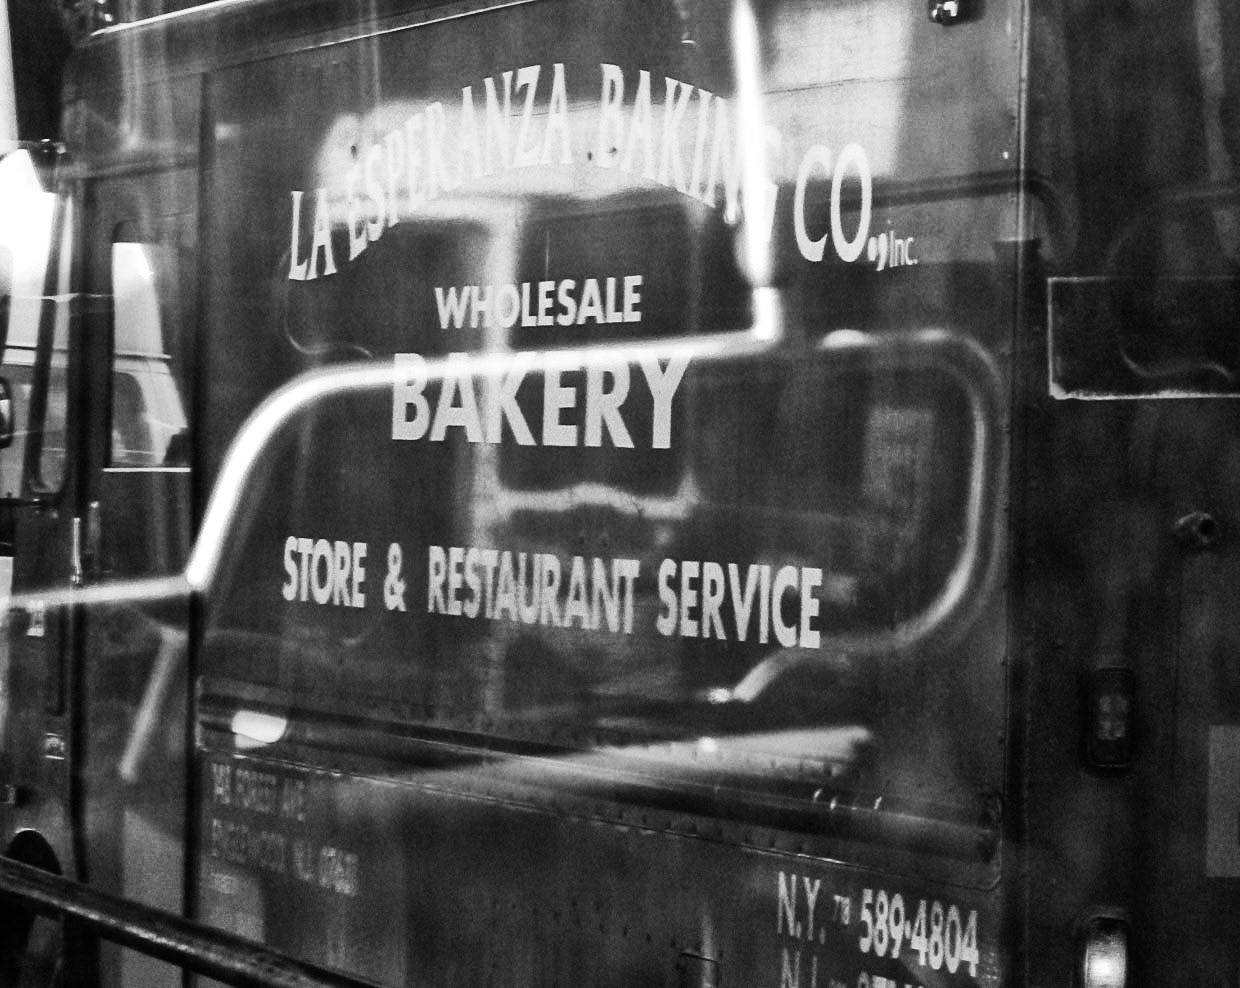 LA ESPERANZA BAKING CO., Inc.
WHOLESALE
BAKERY
STORE & RESTAURANT SERVICE
N.Y. 718 589·4804